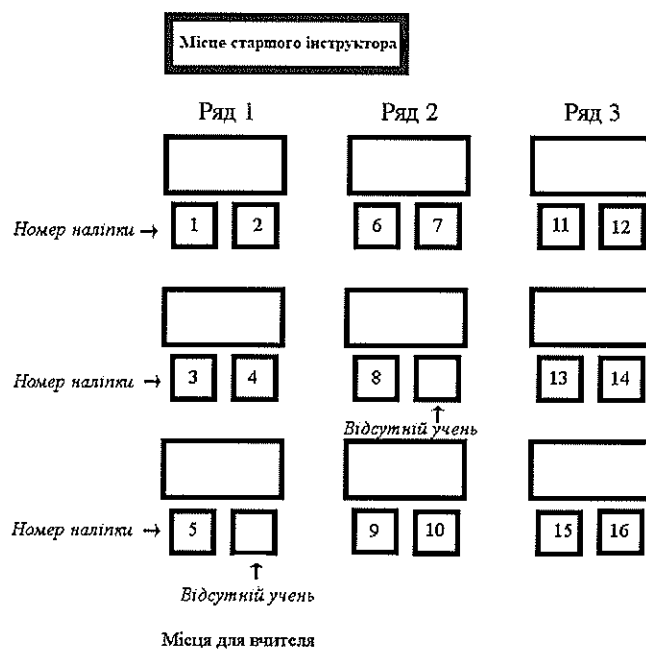 Місце старшого інструктора
Ряд 1 Ряд 2 Ряд 3
Номер наліпки → 1 2 6 7 11 12
Номер наліпки → 3 4 8 13 14
↑
Відсутній учень
Номер наліпки → 5 9 10 15 16
↑
Відсутній учень
Місця для вчителя